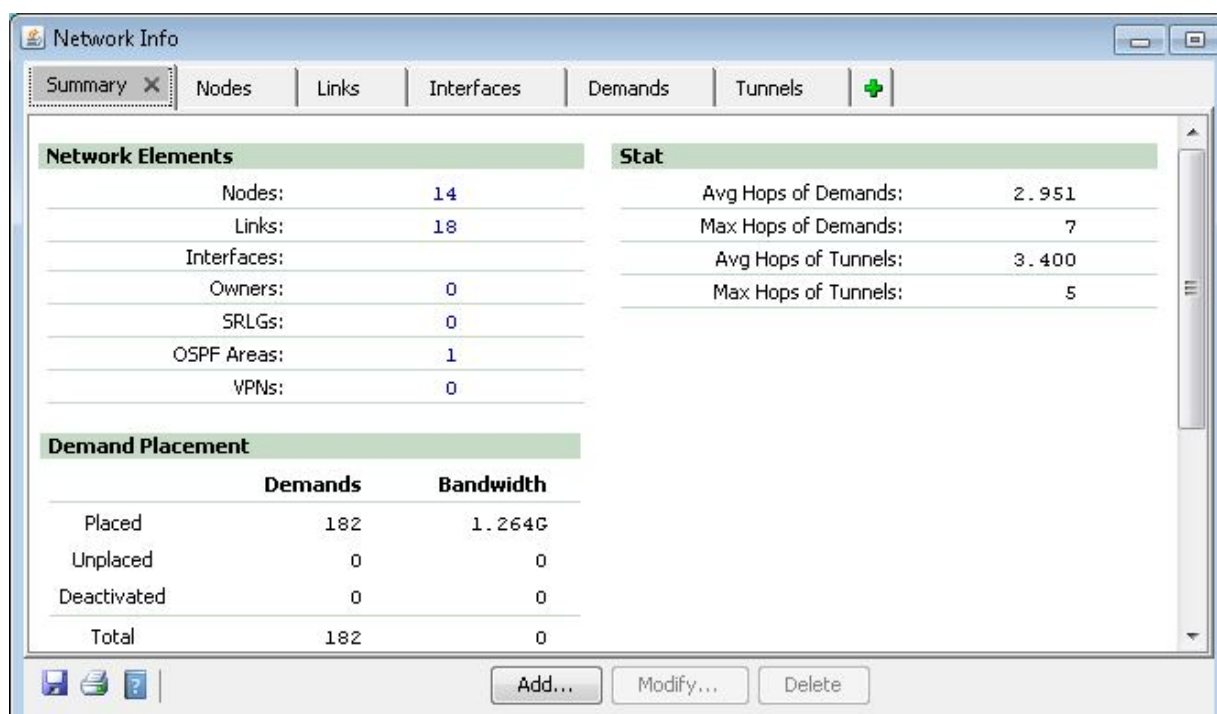 Network Info
Summary Nodes Links Interfaces Demands Tunnels
Network Elements
Nodes: 14
Links: 18
Interfaces:
Owners: 0
SRLGs: 0
OSPF Areas: 1
VPNs: 0
Stat
Avg Hops of Demands: 2.951
Max Hops of Demands: 7
Avg Hops of Tunnels: 3.400
Max Hops of Tunnels: 5
Demand Placement
Demands Bandwidth
Placed 182 1.264G
Unplaced 0 0
Deactivated 0 0
Total 182 0
Add... Modify... Delete